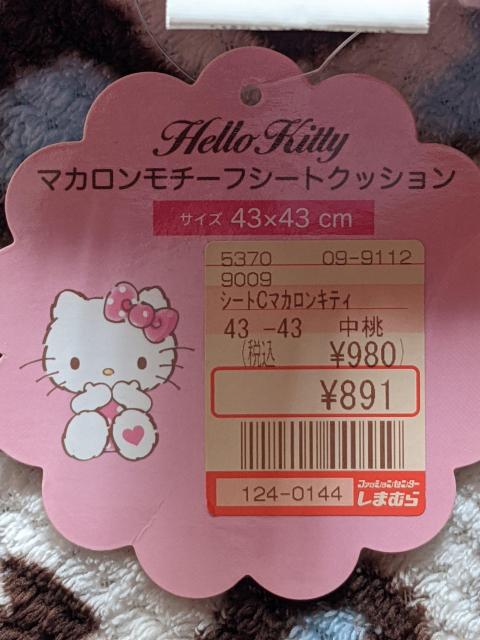 Hello Kitty
マカロンモチーフシートクッション
サイズ 43×43 cm
5370 09-9112
9009
シートCマカロンキティ
43 -43 中桃
(税込 ¥980)
¥891
124-0144
ファッションセンター
しまむら